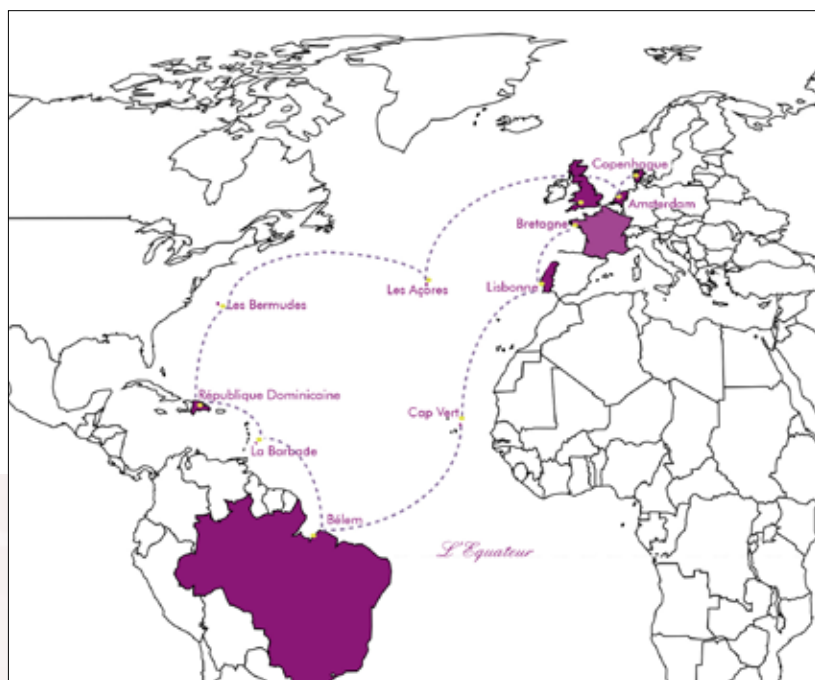 Copenhague
Amsterdam
Bretagne
Les Açores
Lisbonne
Les Bermudes
République Dominicaine
Cap Vert
La Barbade
Bélem
L'Equateur